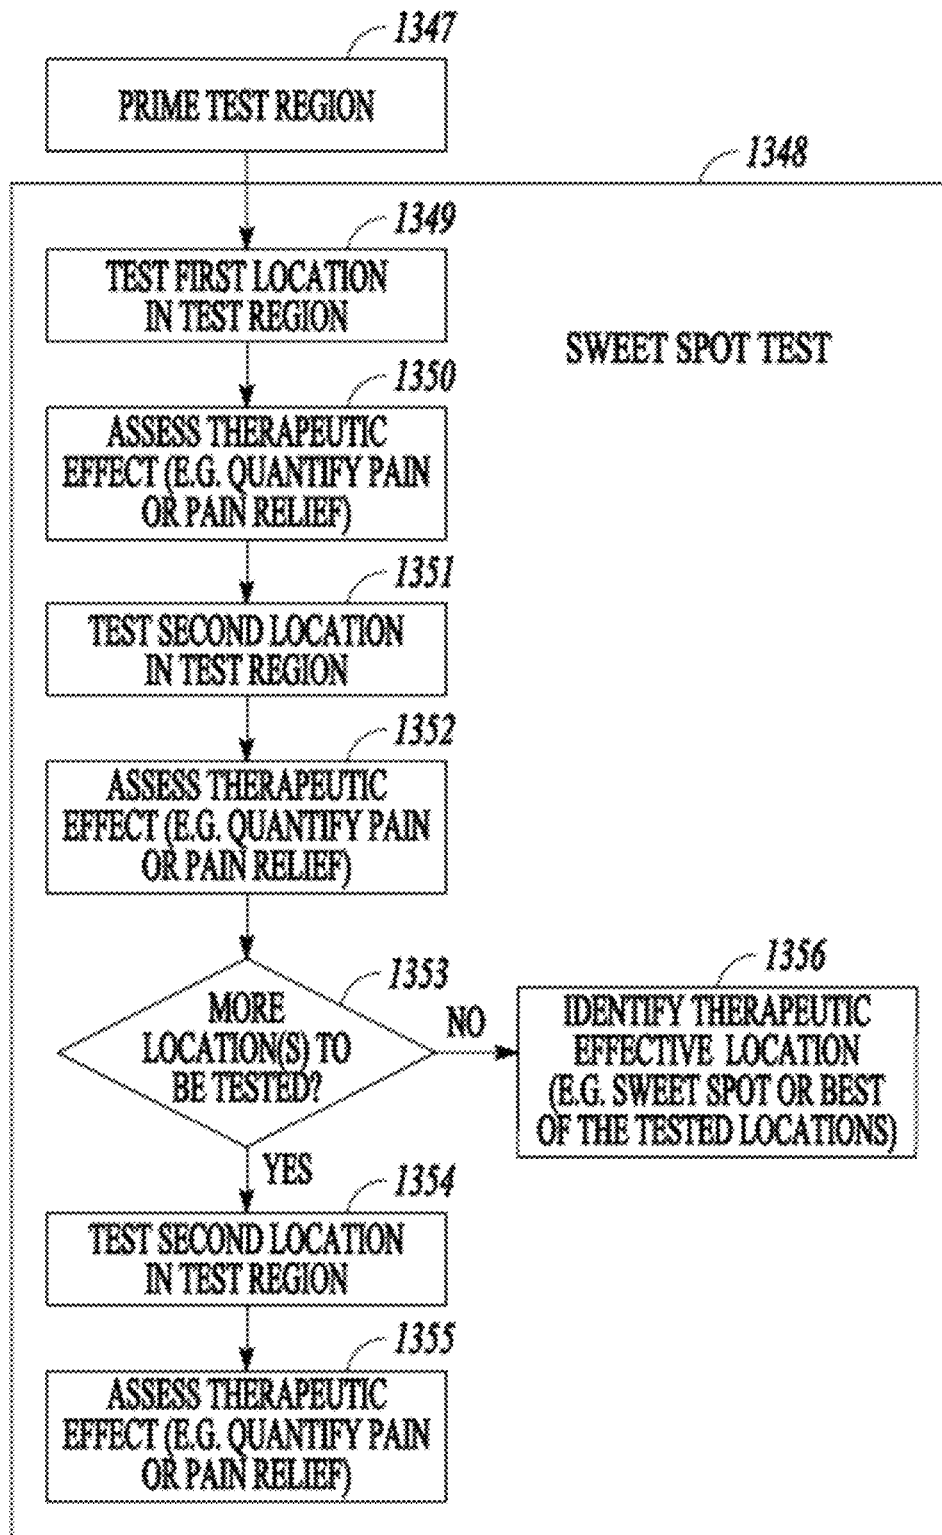 1347
PRIME TEST REGION
1348
1349
TEST FIRST LOCATION
IN TEST REGION
SWEET SPOT TEST
1350
ASSESS THERAPEUTIC
EFFECT (E.G. QUANTIFY PAIN
OR PAIN RELIEF)
1351
TEST SECOND LOCATION
IN TEST REGION
1352
ASSESS THERAPEUTIC
EFFECT (E.G. QUANTIFY PAIN
OR PAIN RELIEF)
1353
MORE
LOCATION(S) TO
BE TESTED?
NO
1356
IDENTIFY THERAPEUTIC
EFFECTIVE LOCATION
(E.G. SWEET SPOT OR BEST
OF THE TESTED LOCATIONS)
YES
1354
TEST SECOND LOCATION
IN TEST REGION
1355
ASSESS THERAPEUTIC
EFFECT (E.G. QUANTIFY PAIN
OR PAIN RELIEF)